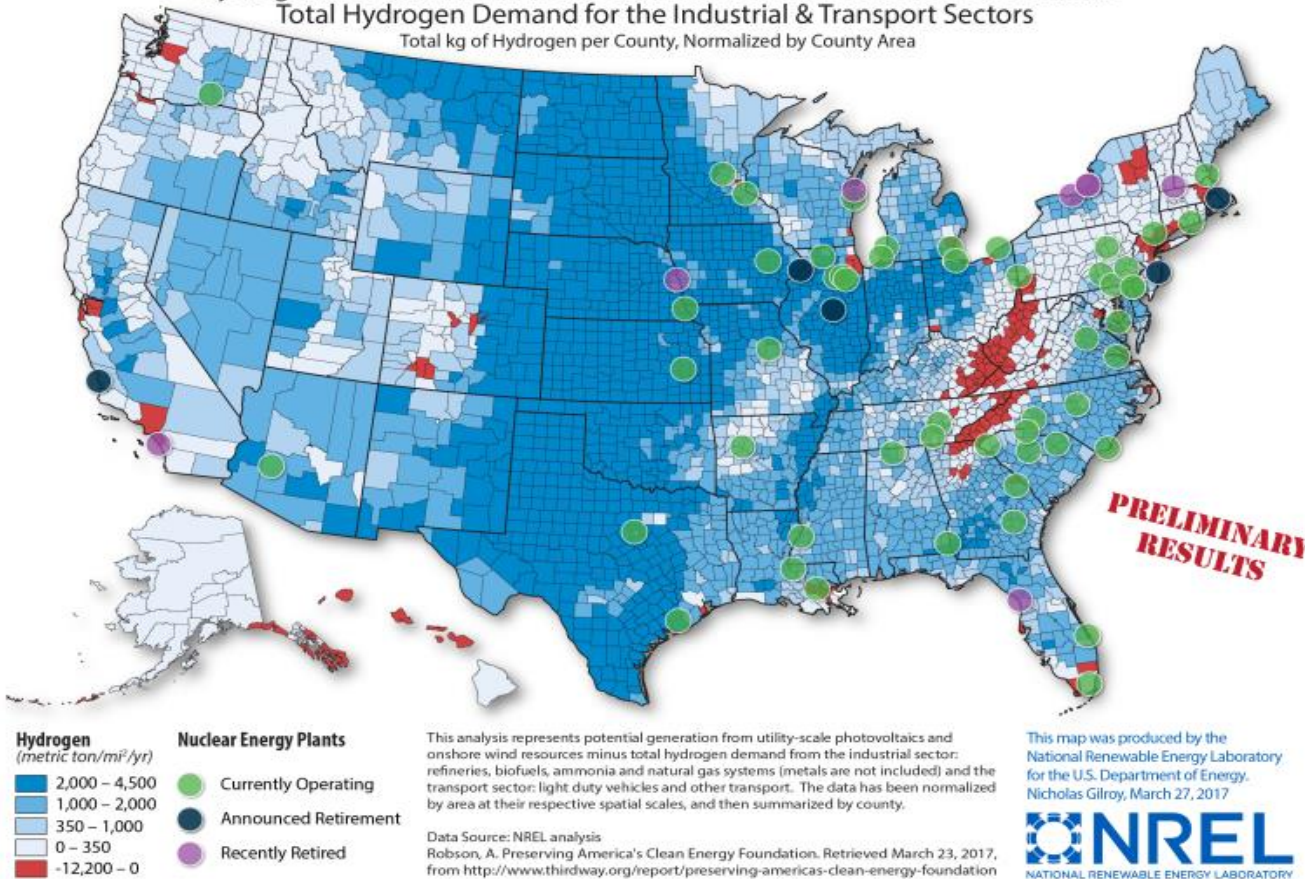 Total Hydrogen Demand for the Industrial & Transport Sectors
Total kg of Hydrogen per County, Normalized by County Area
PRELIMINARY
RESULTS
Hydrogen
(metric ton/mi²/yr)
2,000 – 4,500
1,000 – 2,000
350 – 1,000
0 – 350
-12,200 – 0
Nuclear Energy Plants
Currently Operating
Announced Retirement
Recently Retired
This analysis represents potential generation from utility-scale photovoltaics and
onshore wind resources minus total hydrogen demand from the industrial sector:
refineries, biofuels, ammonia and natural gas systems (metals are not included) and the
transport sector: light duty vehicles and other transport. The data has been normalized
by area at their respective spatial scales, and then summarized by county.
Data Source: NREL analysis
Robson, A. Preserving America's Clean Energy Foundation. Retrieved March 23, 2017,
from http://www.thirdway.org/report/preserving-americas-clean-energy-foundation
This map was produced by the
National Renewable Energy Laboratory
for the U.S. Department of Energy.
Nicholas Gilroy, March 27, 2017
NREL
NATIONAL RENEWABLE ENERGY LABORATORY